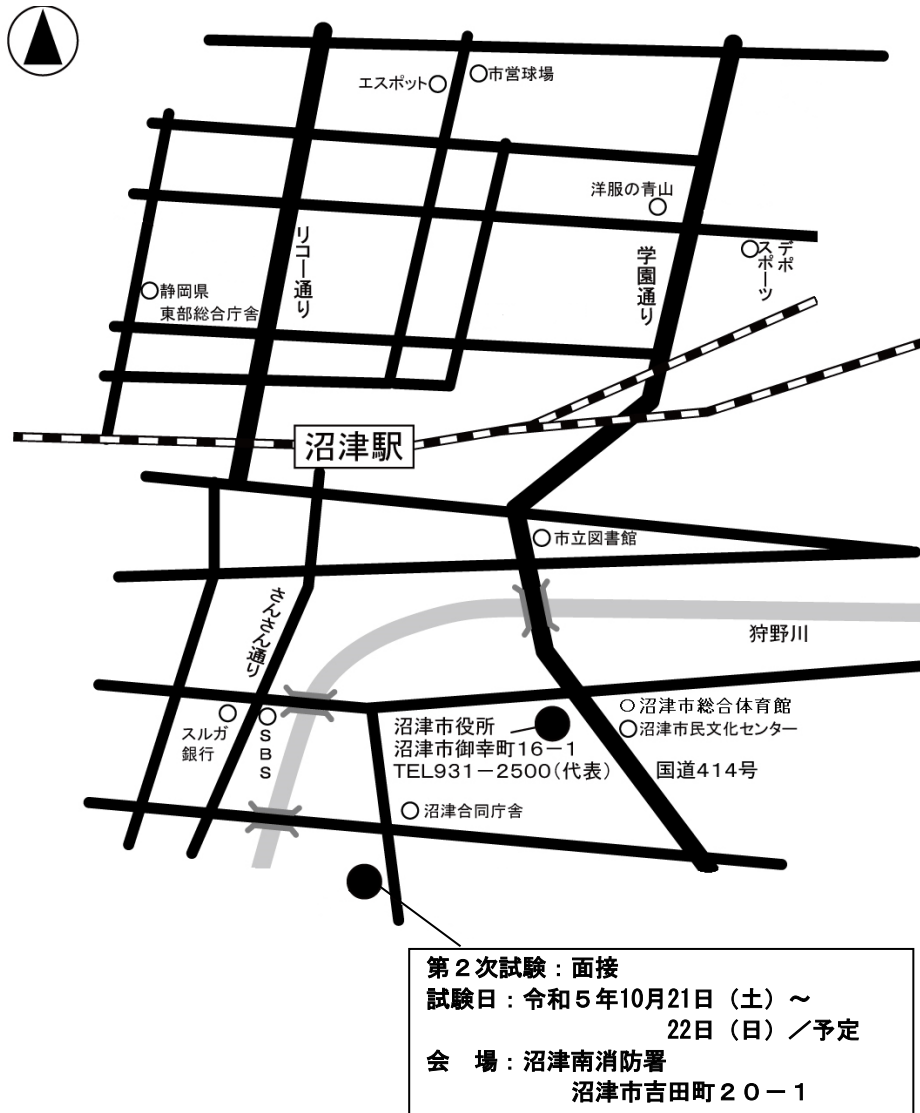 エスポット
市営球場
洋服の青山
デポ
スポーツ
リコー通り
学園通り
静岡県
東部総合庁舎
沼津駅
市立図書館
さんさん通り
狩野川
沼津市総合体育館
スルガ
銀行
SBS
沼津市役所
沼津市御幸町16-1
TEL931-2500(代表)
沼津市民文化センター
国道414号
沼津合同庁舎
第2次試験:面接
試験日:令和5年10月21日(土)~
22日(日)/予定
会 場:沼津南消防署
沼津市吉田町20-1